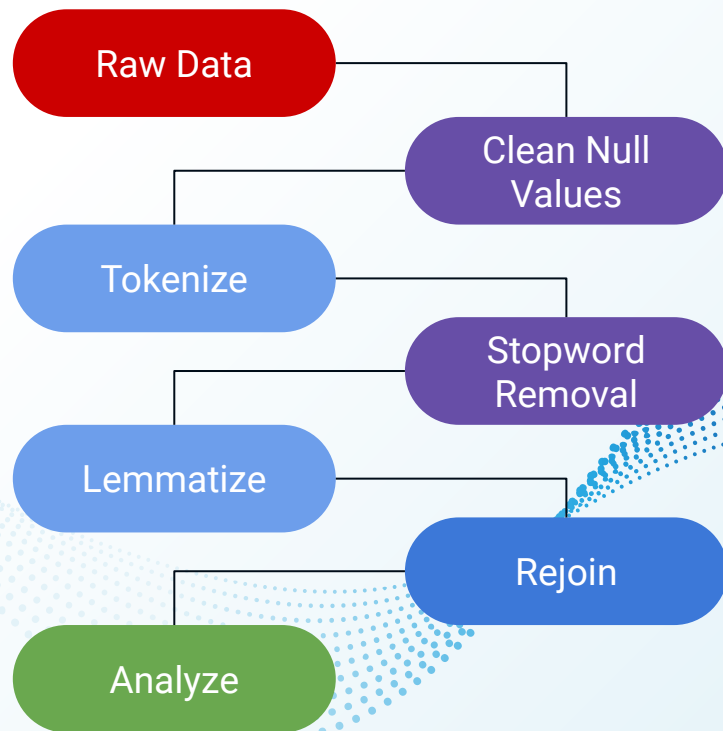 Raw Data
Clean Null
Values
Tokenize
Stopword
Removal
Lemmatize
Rejoin
Analyze